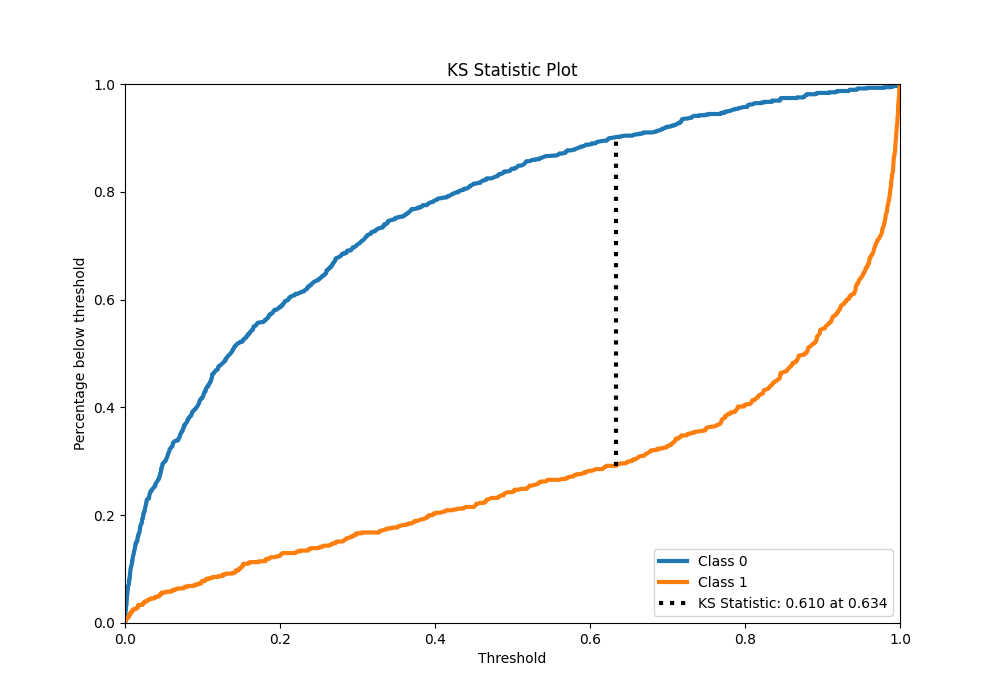 KS Statistic Plot
1.0
0.8
0.6
0.4
0.2
0.0
Percentage below threshold
0.0 0.2 0.4 0.6 0.8 1.0
Threshold
Class 0
Class 1
KS Statistic: 0.610 at 0.634